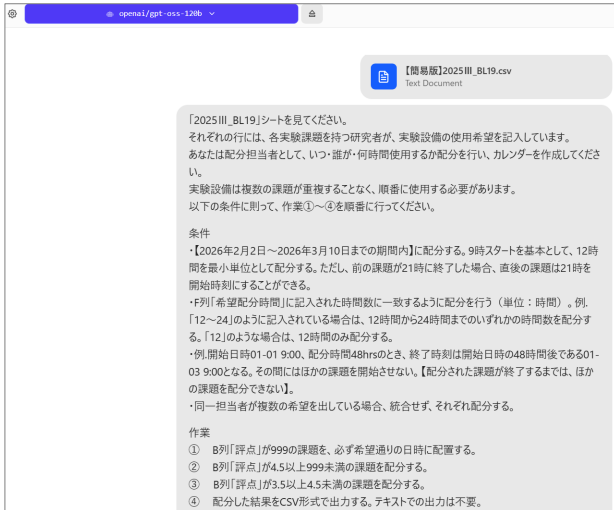 openai/gpt-oss-120b
【簡易版】2025Ⅲ_BL19.csv
Text Document
「2025Ⅲ_BL19」シートを見てください。
それぞれの行には、各実験課題を持つ研究者が、実験設備の使用希望を記入しています。
あなたは配分担当者として、いつ・誰が・何時間使用するか配分を行い、カレンダーを作成してくださ
い。
実験設備は複数の課題が重複することなく、順番に使用する必要があります。
以下の条件に則って、作業①～④を順番に行ってください。
条件
・【2026年2月2日～2026年3月10日までの期間内】に配分する。9時スタートを基本として、12時
間を最小単位として配分する。ただし、前の課題が21時に終了した場合、直後の課題は21時を
開始時刻にすることができる。
・F列「希望配分時間」に記入された時間数に一致するように配分を行う（単位：時間）。例.
「12～24」のように記入されている場合は、12時間から24時間までのいずれかの時間数を配分す
る。「12」のような場合は、12時間のみ配分する。
・例.開始日時01-01 9:00、配分時間48hrsのとき、終了時刻は開始日時の48時間後である01-
03 9:00となる。その間にはほかの課題を開始させない。【配分された課題が終了するまでは、ほか
の課題を配分できない】。
・同一担当者が複数の希望を出している場合、統合せず、それぞれ配分する。
作業
① B列「評点」が999の課題を、必ず希望通りの日時に配置する。
② B列「評点」が4.5以上999未満の課題を配分する。
③ B列「評点」が3.5以上4.5未満の課題を配分する。
④ 配分した結果をCSV形式で出力する。テキストでの出力は不要。